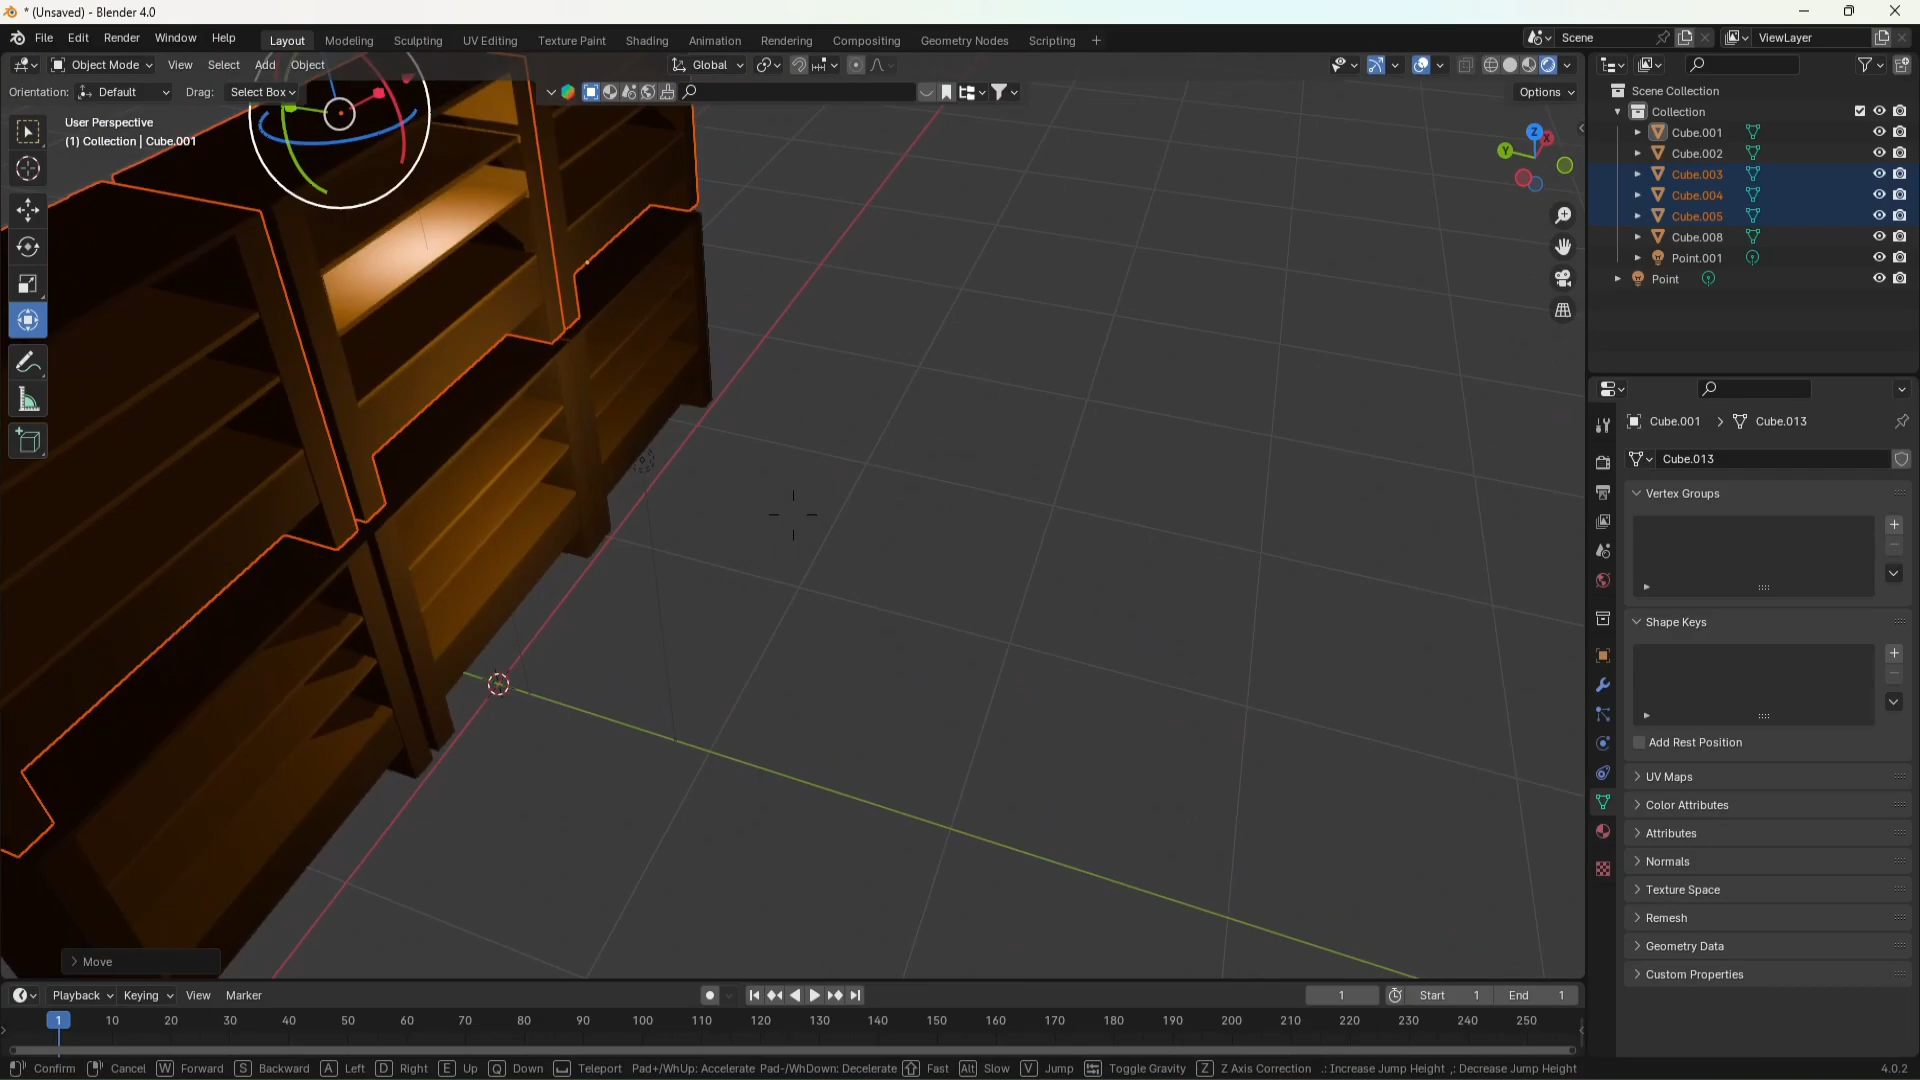 * (Unsaved) - Blender 4.0
File Edit Render Window Help
Layout Modeling Sculpting UV Editing Texture Paint Shading Animation Rendering Compositing Geometry Nodes Scripting +
Scene
ViewLayer
Object Mode View Select Add Object
Global
Orientation: Default Drag: Select Box
Options
User Perspective
(1) Collection | Cube.001
Z
X
Y
Scene Collection
Collection
Cube.001
Cube.002
Cube.003
Cube.004
Cube.005
Cube.008
Point.001
Point
Cube.001 > Cube.013
Cube.013
Vertex Groups
Shape Keys
Add Rest Position
UV Maps
Color Attributes
Attributes
Normals
Texture Space
Remesh
Geometry Data
Custom Properties
Move
Playback Keying View Marker
1 Start 1 End 1
1 10 20 30 40 50 60 70 80 90 100 110 120 130 140 150 160 170 180 190 200 210 220 230 240 250
Confirm Cancel W Forward S Backward A Left D Right E Up Q Down Teleport Pad+/WhUp: Accelerate Pad-/WhDown: Decelerate Fast Alt Slow V Jump Toggle Gravity Z Z Axis Correction .: Increase Jump Height ,: Decrease Jump Height 4.0.2